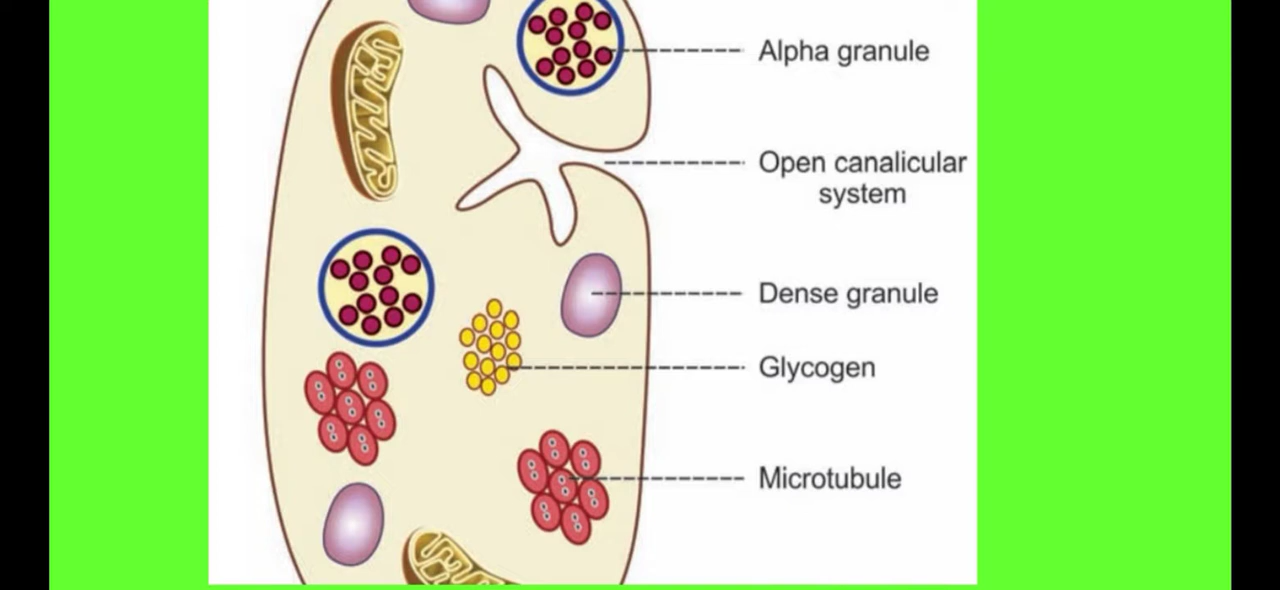 Alpha granule
Open canalicular
system
Dense granule
Glycogen
Microtubule